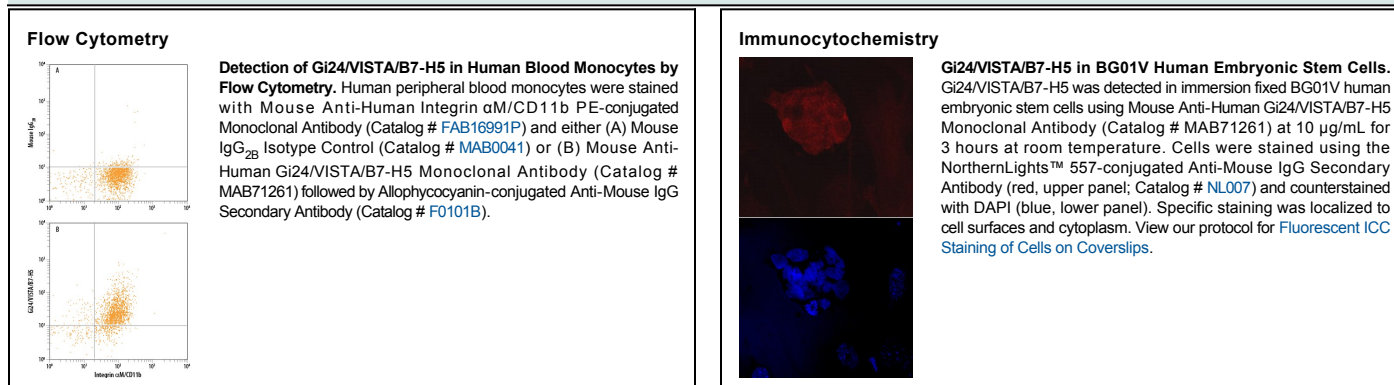 Flow Cytometry
A
Mouse IgG2B
B
Gi24/VISTA/B7-H5
Integrin αM/CD11b
Detection of Gi24/VISTA/B7-H5 in Human Blood Monocytes by
Flow Cytometry. Human peripheral blood monocytes were stained
with Mouse Anti-Human Integrin αM/CD11b PE-conjugated
Monoclonal Antibody (Catalog # FAB16991P) and either (A) Mouse
IgG2B Isotype Control (Catalog # MAB0041) or (B) Mouse Anti-
Human Gi24/VISTA/B7-H5 Monoclonal Antibody (Catalog #
MAB71261) followed by Allophycocyanin-conjugated Anti-Mouse IgG
Secondary Antibody (Catalog # F0101B).
Immunocytochemistry
Gi24/VISTA/B7-H5 in BG01V Human Embryonic Stem Cells.
Gi24/VISTA/B7-H5 was detected in immersion fixed BG01V human
embryonic stem cells using Mouse Anti-Human Gi24/VISTA/B7-H5
Monoclonal Antibody (Catalog # MAB71261) at 10 µg/mL for
3 hours at room temperature. Cells were stained using the
NorthernLights™ 557-conjugated Anti-Mouse IgG Secondary
Antibody (red, upper panel; Catalog # NL007) and counterstained
with DAPI (blue, lower panel). Specific staining was localized to
cell surfaces and cytoplasm. View our protocol for Fluorescent ICC
Staining of Cells on Coverslips.